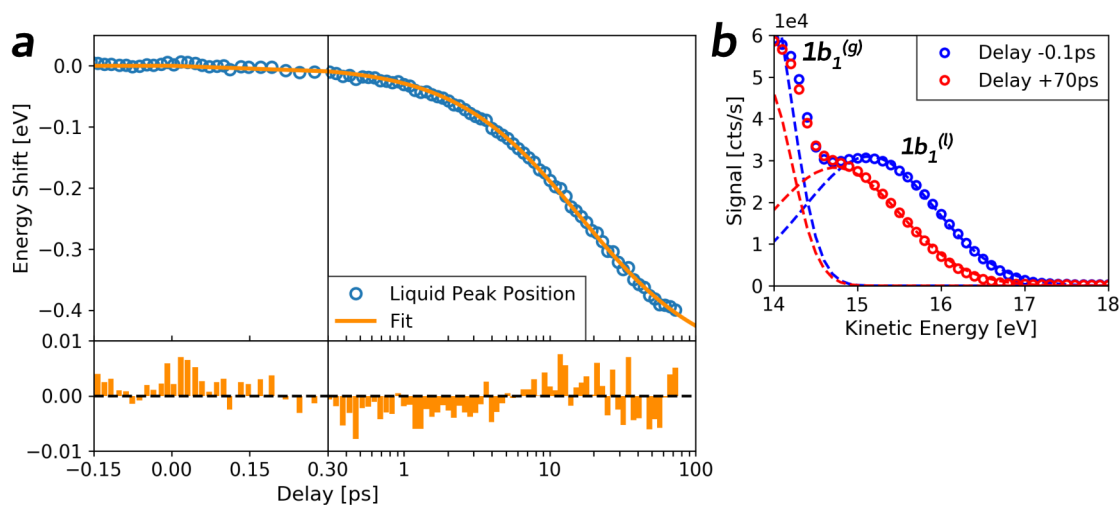 a
0.0
−0.1
−0.2
−0.3
−0.4
Energy Shift [eV]
Liquid Peak Position
Fit
0.01
0.00
−0.01
−0.15
0.00
0.15
0.30
1
10
100
Delay [ps]
b
1e4
6
5
4
3
2
1
0
Signal [cts/s]
1b₁⁽ᵍ⁾
Delay -0.1ps
Delay +70ps
1b₁⁽ˡ⁾
14
15
16
17
18
Kinetic Energy [eV]